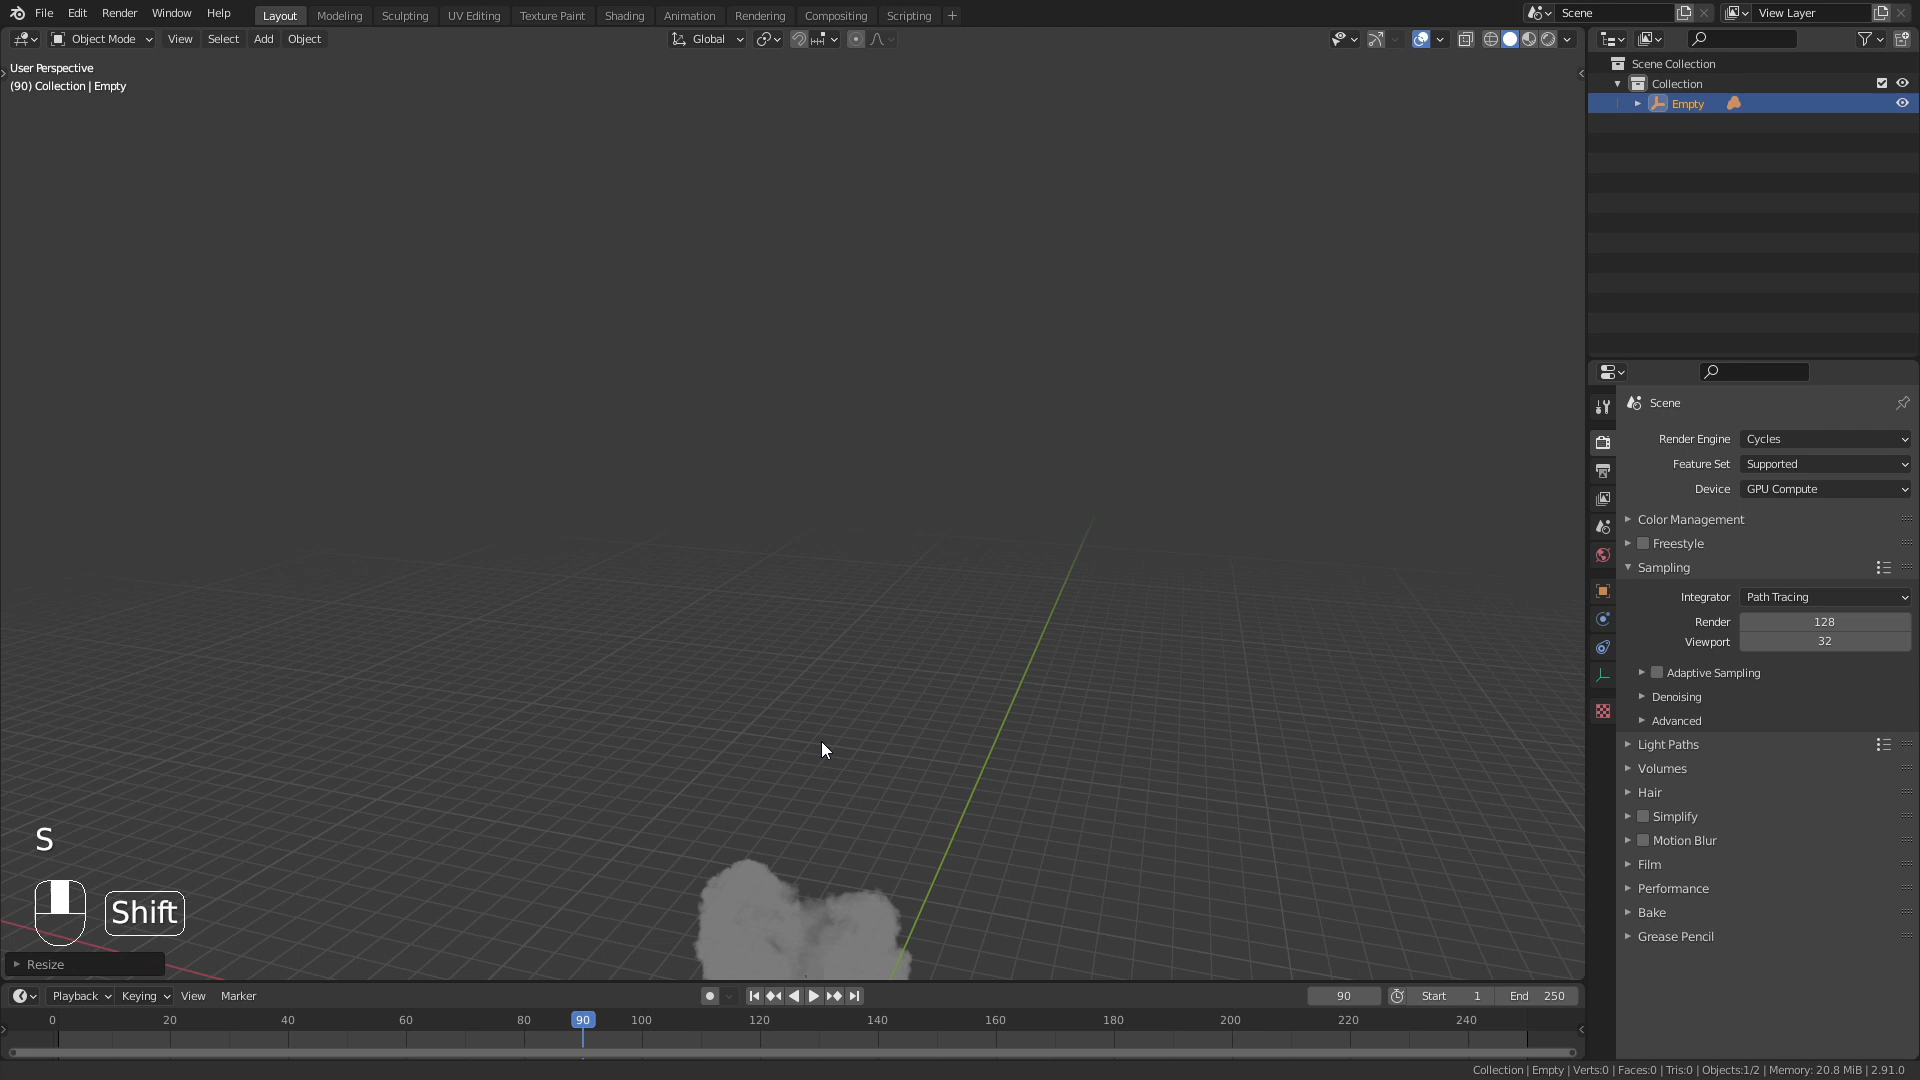 File Edit Render Window Help Layout Modeling Sculpting UV Editing Texture Paint Shading Animation Rendering Compositing Scripting + Scene View Layer
Object Mode View Select Add Object Global
User Perspective
(90) Collection | Empty
Scene Collection
Collection
Empty
Scene
Render Engine Cycles
Feature Set Supported
Device GPU Compute
Color Management
Freestyle
Sampling
Integrator Path Tracing
Render 128
Viewport 32
Adaptive Sampling
Denoising
Advanced
Light Paths
Volumes
Hair
Simplify
Motion Blur
Film
Performance
Bake
Grease Pencil
S
Shift
Resize
Playback Keying View Marker 90 Start 1 End 250
0 20 40 60 80 90 100 120 140 160 180 200 220 240
Collection | Empty | Verts:0 | Faces:0 | Tris:0 | Objects:1/2 | Memory: 20.8 MiB | 2.91.0